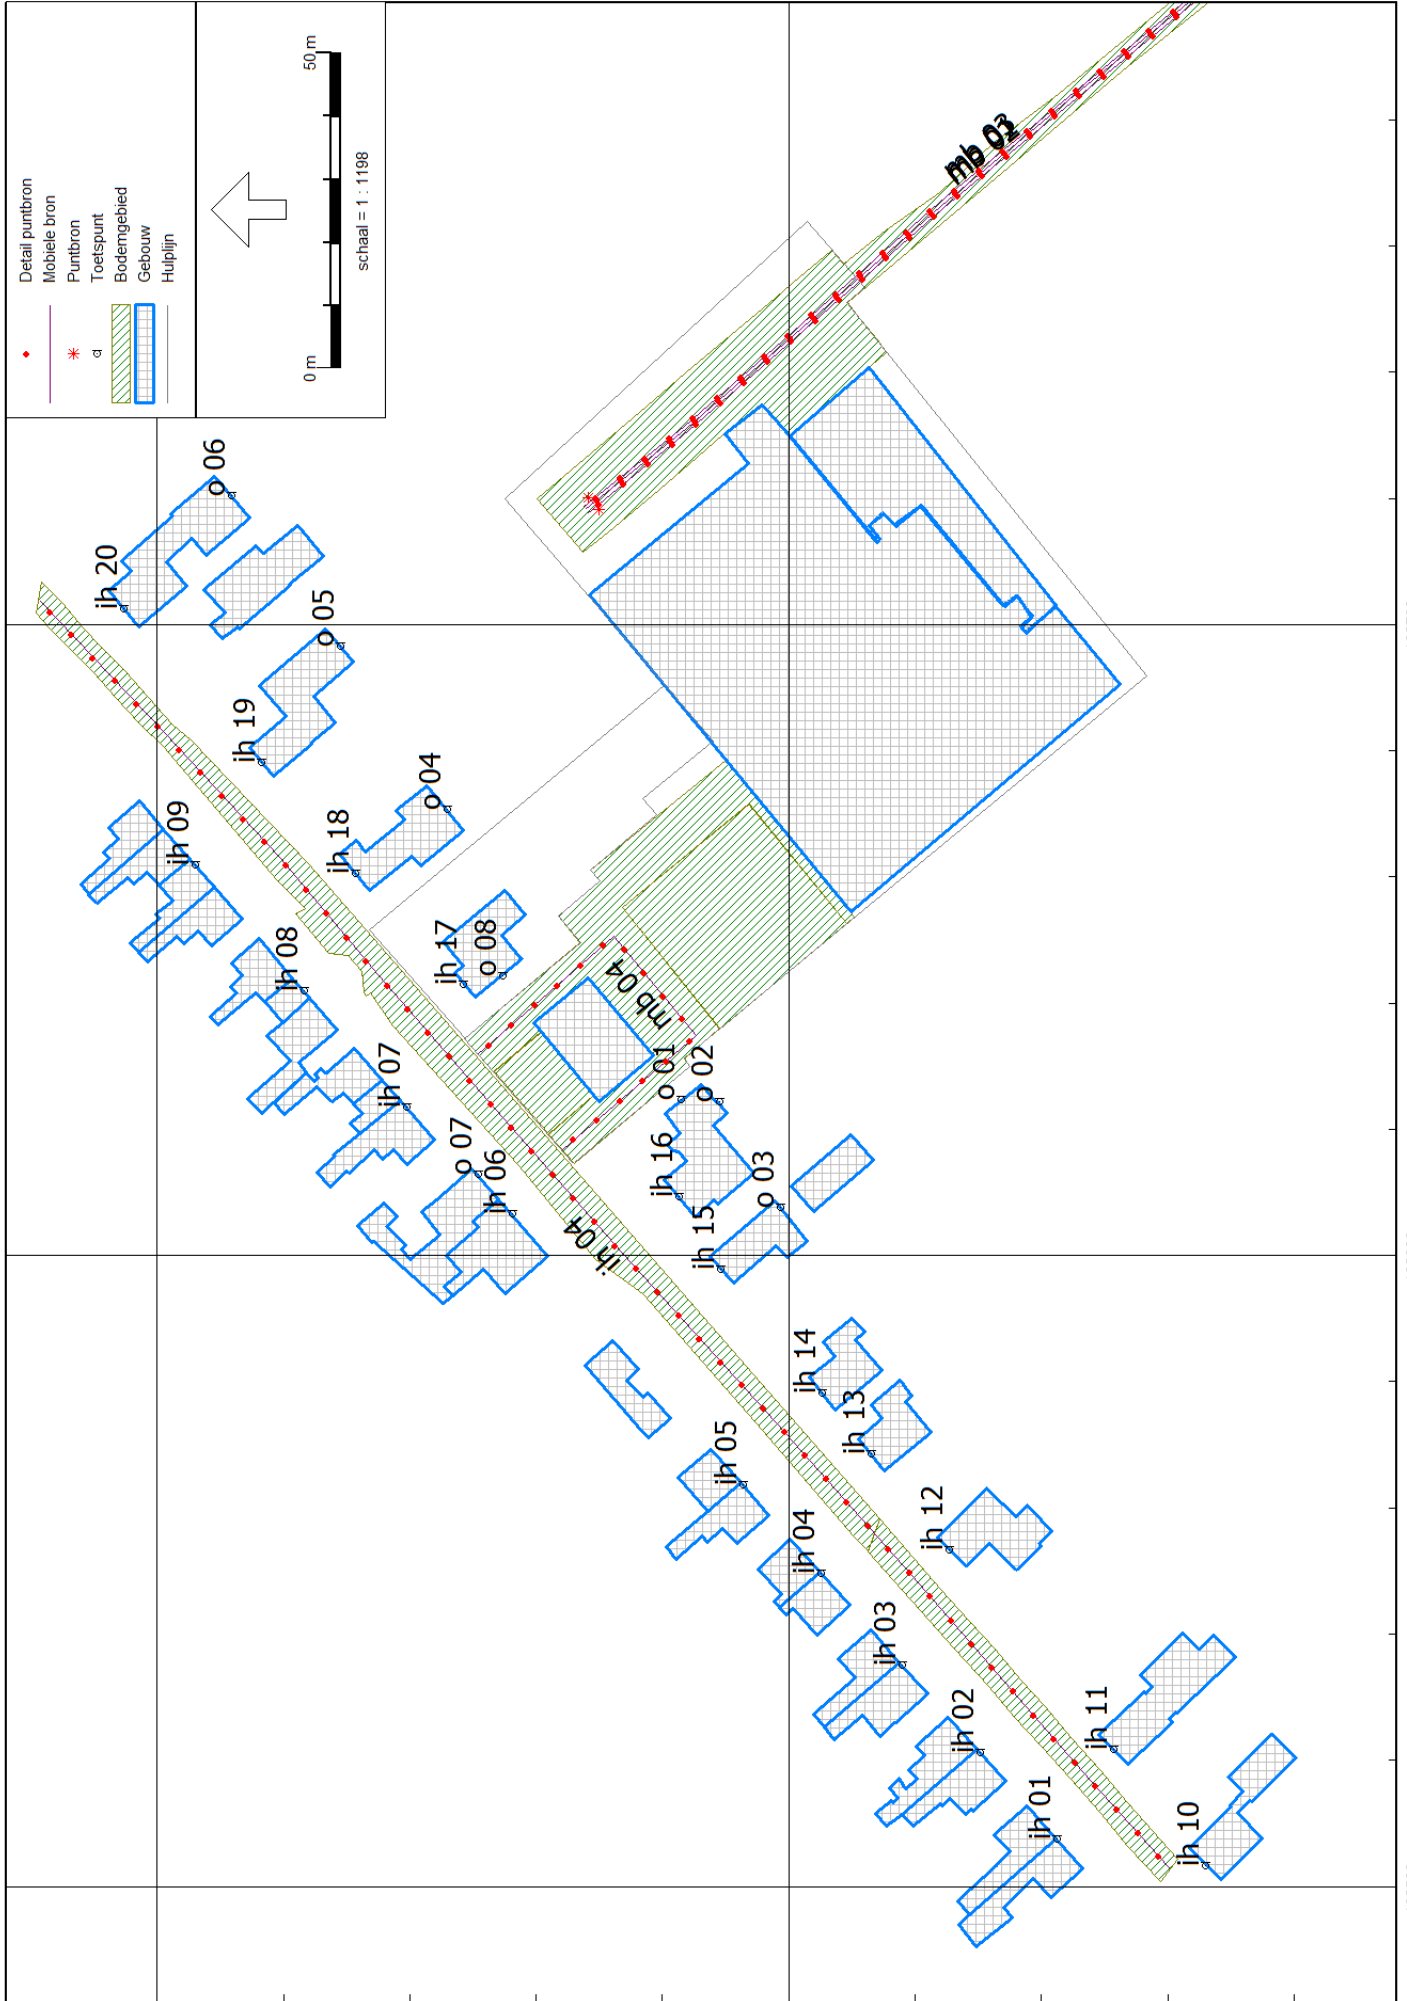 Detail puntbron
Mobiele bron
Puntbron
Toetspunt
Bodemgebied
Gebouw
Hulplijn
0 m
50 m
schaal = 1 : 1198
o 06
ih 20
o 05
ih 19
o 04
ih 18
ih 09
ih 17
o 08
ih 08
mb 04
ih 07
o 01
o 02
o 07
ih 06
ih 16
o 03
ih 15
ih 04
ih 14
ih 13
ih 05
ih 12
ih 04
ih 03
ih 11
ih 02
ih 01
ih 10